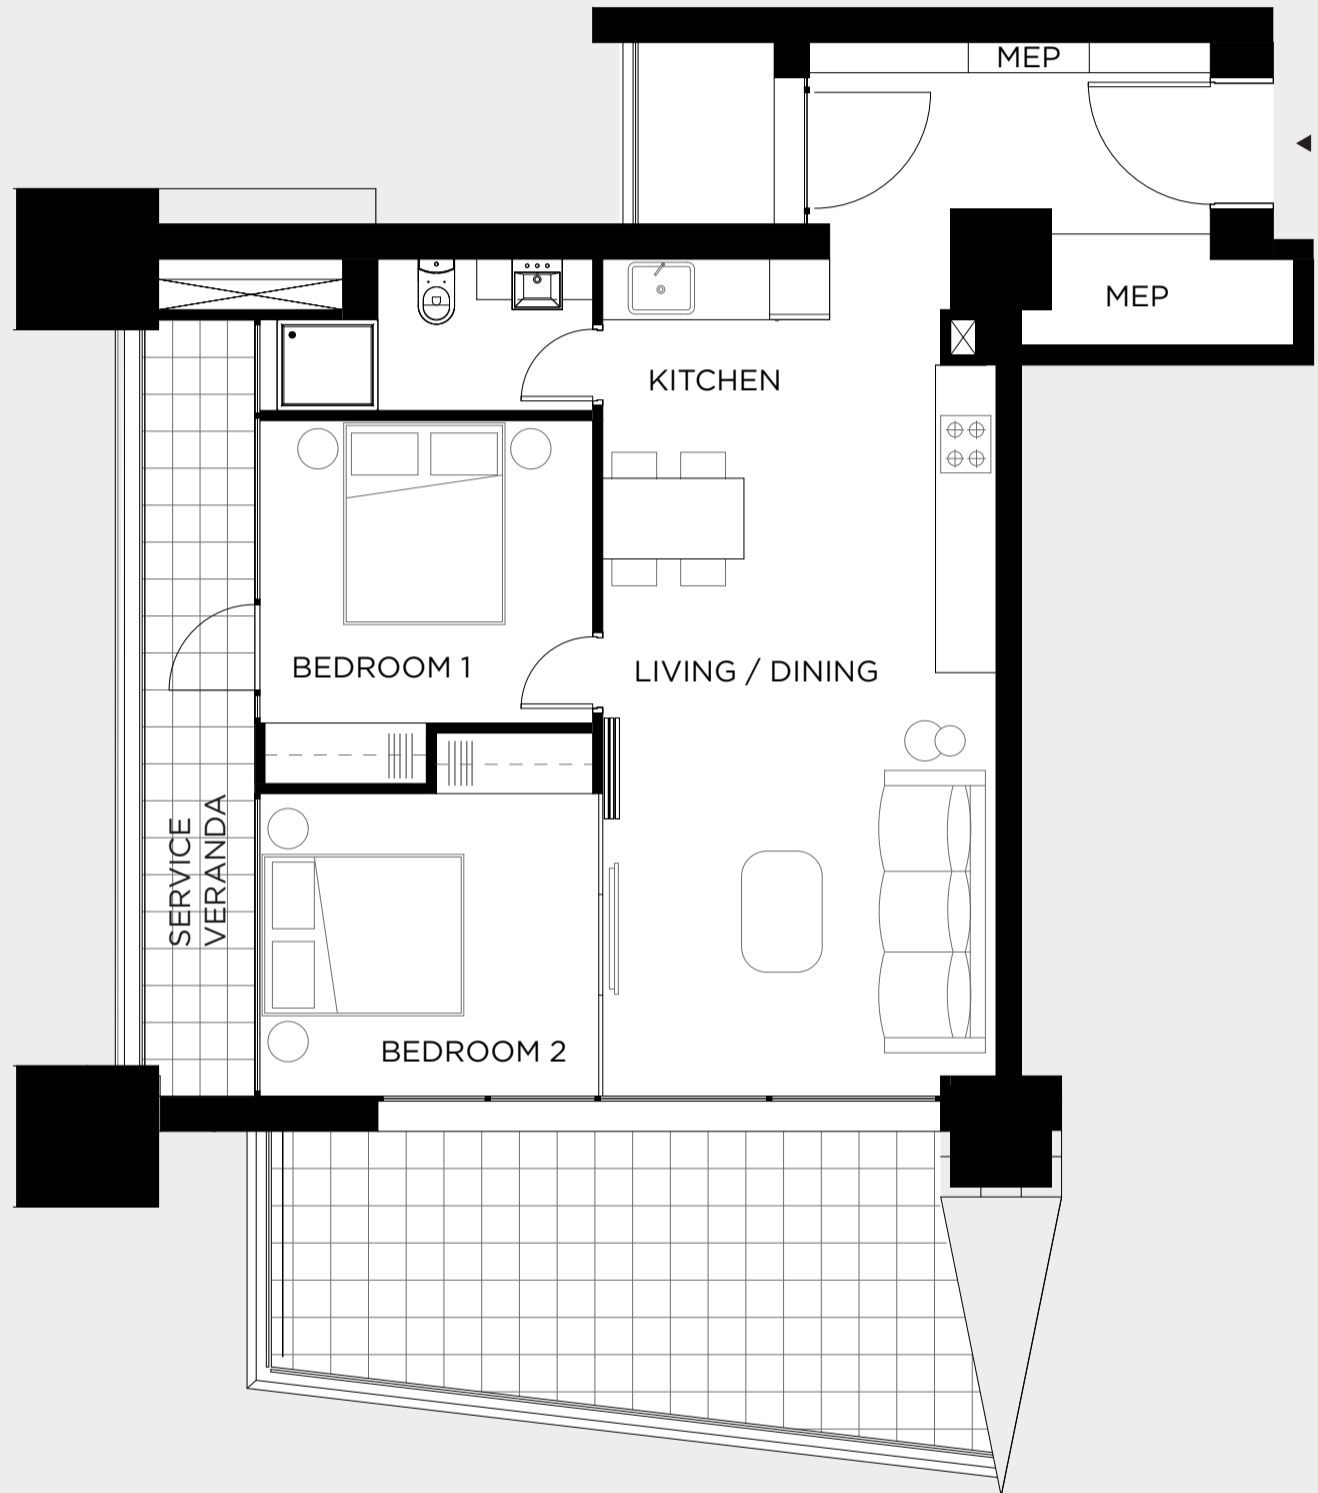 MEP
MEP
KITCHEN
BEDROOM 1
LIVING / DINING
SERVICE
VERANDA
BEDROOM 2